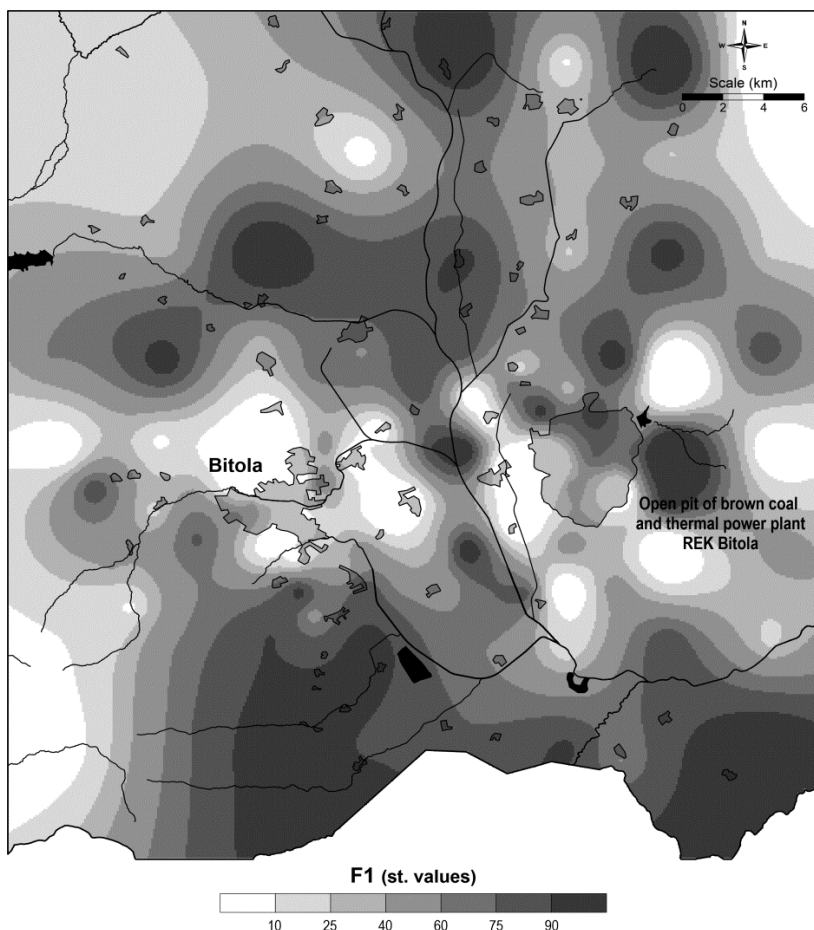 N
W E
S
Scale (km)
0 2 4 6
Bitola
Open pit of brown coal
and thermal power plant
REK Bitola
F1 (st. values)
10 25 40 60 75 90